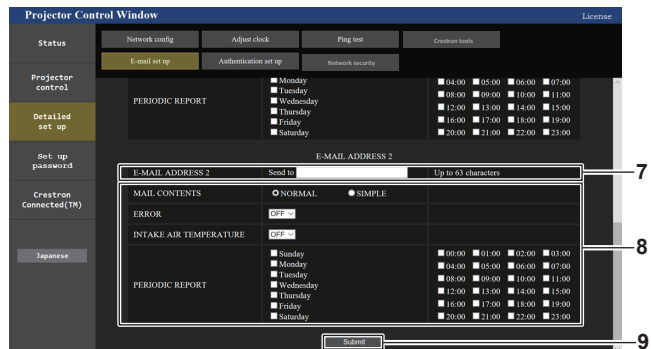 Projector Control Window
License
Status
Network config
Adjust clock
Ping test
Crestron tools
E-mail set up
Authentication set up
Network security
Projector
control
Detailed
set up
Set up
password
Crestron
Connected(TM)
Japanese
Monday
04:00 05:00 06:00 07:00
Tuesday
08:00 09:00 10:00 11:00
PERIODIC REPORT
Wednesday
12:00 13:00 14:00 15:00
Thursday
16:00 17:00 18:00 19:00
Friday
Saturday
20:00 21:00 22:00 23:00
E-MAIL ADDRESS 2
E-MAIL ADDRESS 2 Send to Up to 63 characters
7
MAIL CONTENTS NORMAL SIMPLE
ERROR OFF
INTAKE AIR TEMPERATURE OFF
8
Sunday
00:00 01:00 02:00 03:00
Monday
04:00 05:00 06:00 07:00
Tuesday
08:00 09:00 10:00 11:00
PERIODIC REPORT
Wednesday
12:00 13:00 14:00 15:00
Thursday
16:00 17:00 18:00 19:00
Friday
Saturday
20:00 21:00 22:00 23:00
Submit
9